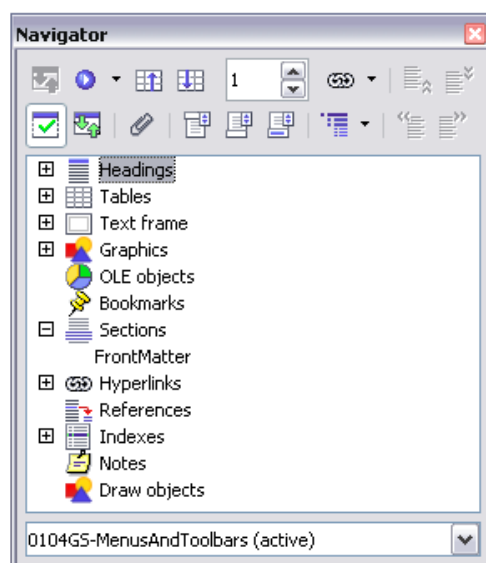 Navigator
1
Headings
Tables
Text frame
Graphics
OLE objects
Bookmarks
Sections
FrontMatter
Hyperlinks
References
Indexes
Notes
Draw objects
0104GS-MenusAndToolbars (active)